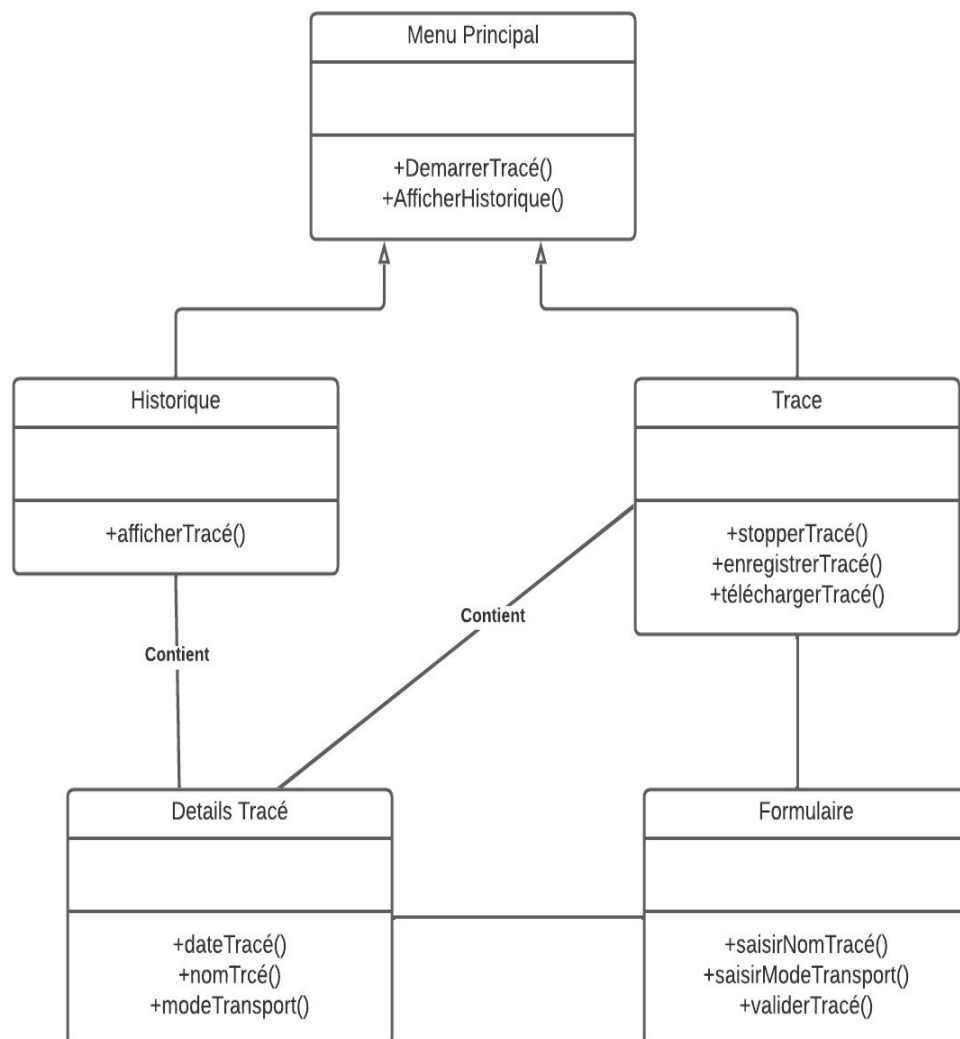 Menu Principal
+DemarrerTracé()
+AfficherHistorique()
Historique
+afficherTracé()
Trace
+stopperTracé()
+enregistrerTracé()
+téléchargerTracé()
Contient
Contient
Details Tracé
+dateTracé()
+nomTrcé()
+modeTransport()
Formulaire
+saisirNomTracé()
+saisirModeTransport()
+validerTracé()